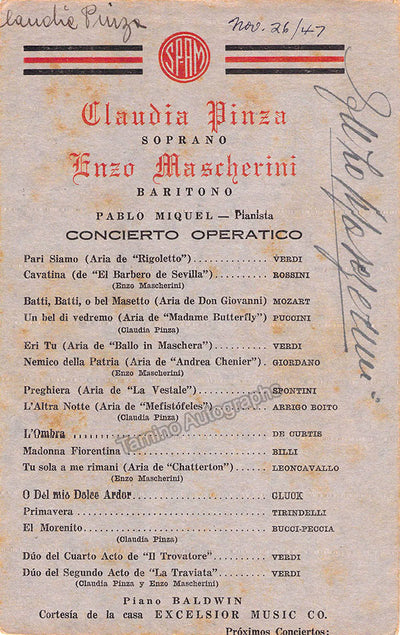 Claudia Pinza
Nov. 26/47
SPAM
Claudia Pinza
SOPRANO
Enzo Mascherini
BARITONO
PABLO MIQUEL — Pianista
CONCIERTO OPERATICO
Pari Siamo (Aria de "Rigoletto") VERDI
Cavatina (de "El Barbero de Sevilla") ROSSINI
(Enzo Mascherini)
Batti, Batti, o bel Masetto (Aria de Don Giovanni) MOZART
Un bel di vedremo (Aria de "Madame Butterfly") PUCCINI
(Claudia Pinza)
Eri Tu (Aria de "Ballo in Maschera") VERDI
Nemico della Patria (Aria de "Andrea Chenier") GIORDANO
(Enzo Mascherini)
Preghiera (Aria de "La Vestale") SPONTINI
L'Altra Notte (Aria de "Mefistófeles") ARRIGO BOITO
(Claudia Pinza)
Tamino Autographs
L'Ombra DE CURTIS
Madonna Fiorentina BILLI
Tu sola a me rimani (Aria de "Chatterton") LEONCAVALLO
(Enzo Mascherini)
O Del mio Dolce Ardor GLUCK
Primavera TIRINDELLI
El Morenito BUCCI-PECCIA
(Claudia Pinza)
Dúo del Cuarto Acto de "Il Trovatore" VERDI
Dúo del Segundo Acto de "La Traviata" VERDI
(Claudia Pinza y Enzo Mascherini)
Piano BALDWIN
Cortesía de la casa EXCELSIOR MUSIC CO.
Próximos Conciertos: